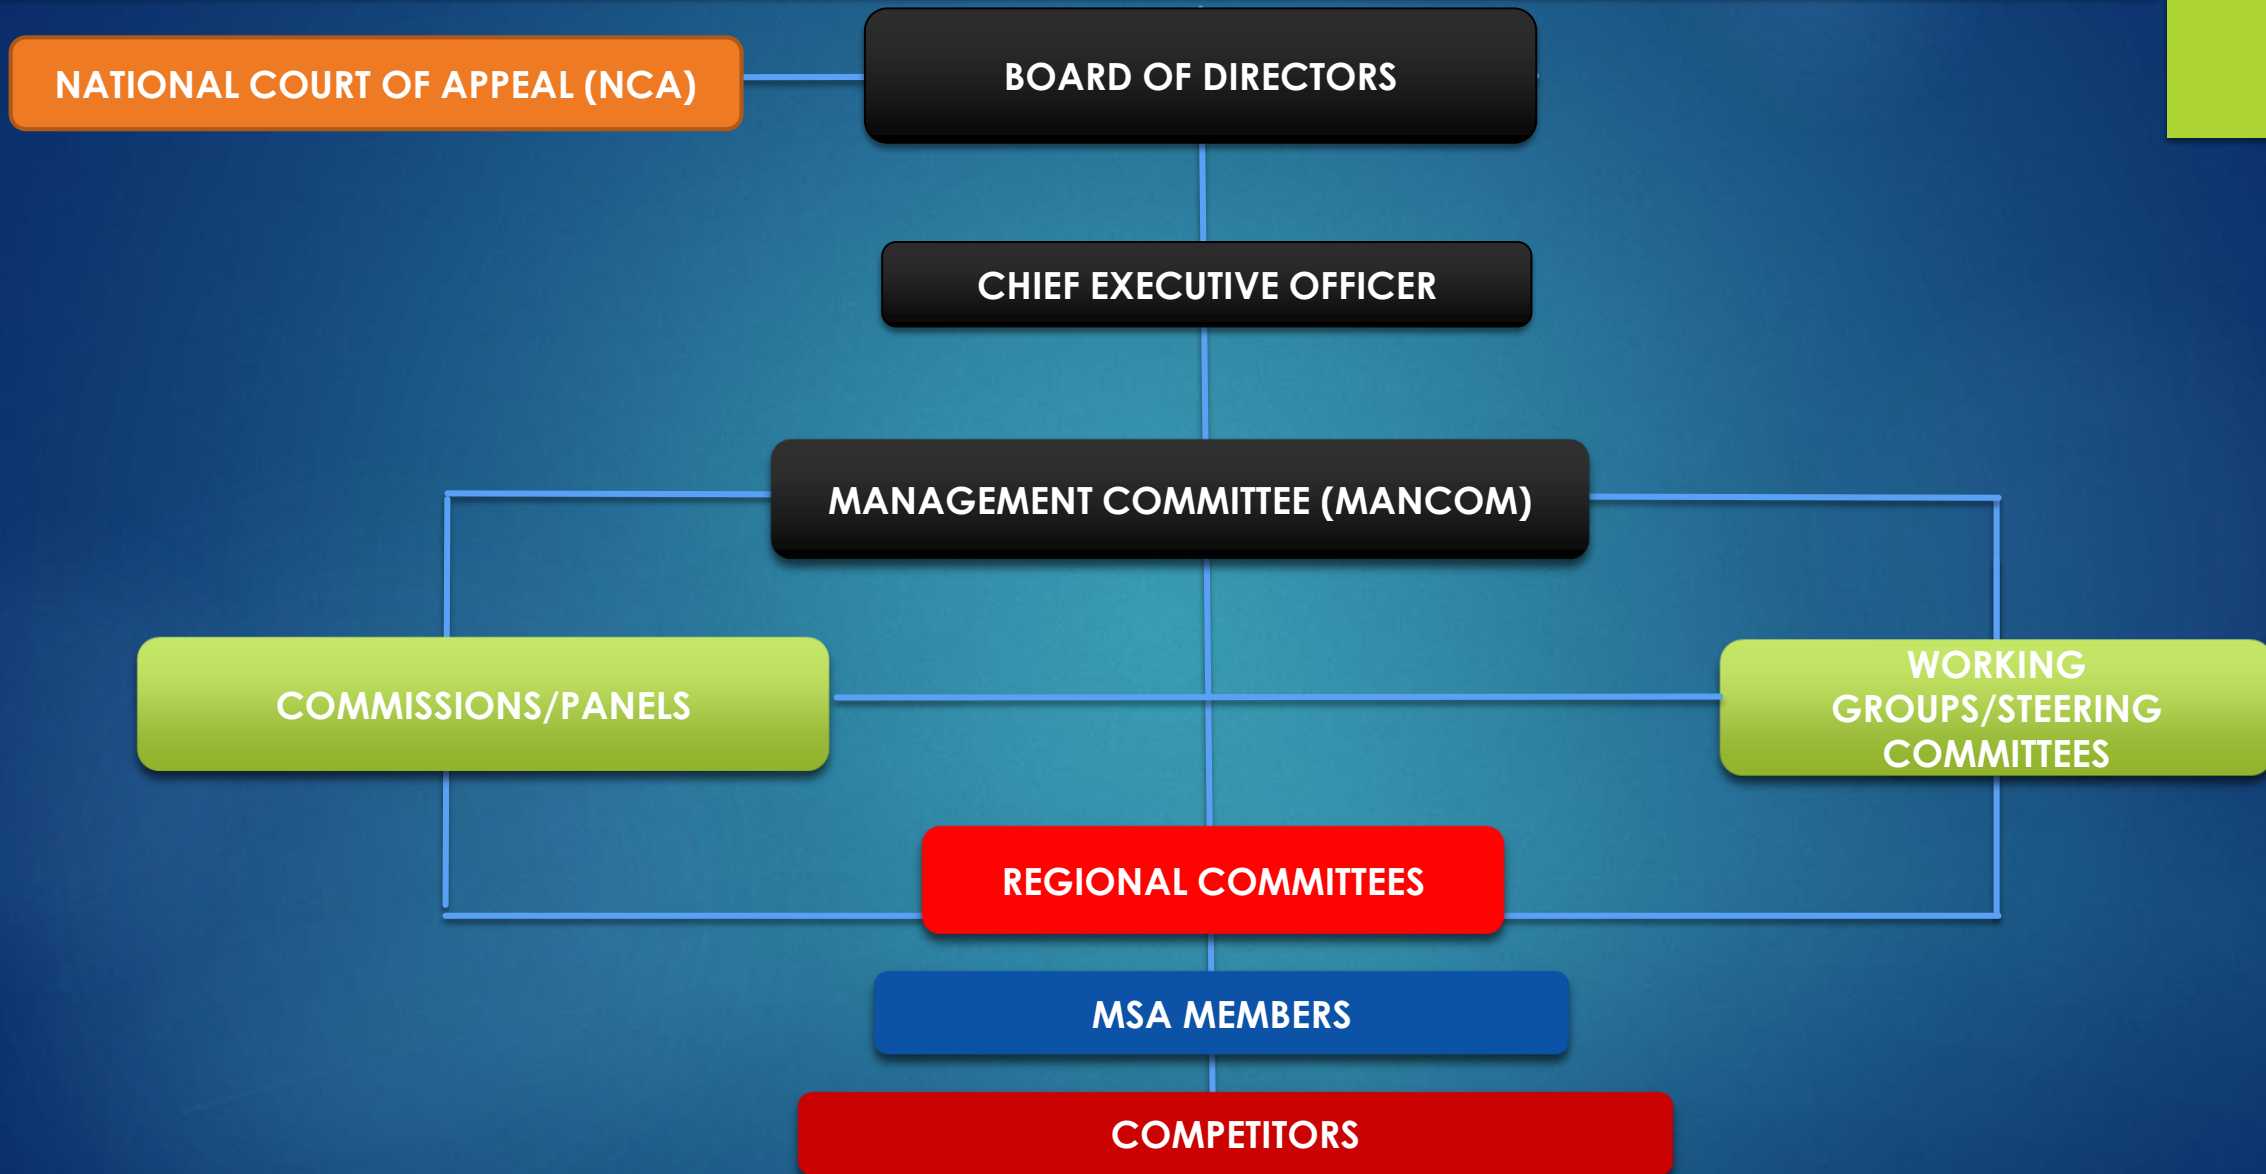 NATIONAL COURT OF APPEAL (NCA)
BOARD OF DIRECTORS
CHIEF EXECUTIVE OFFICER
MANAGEMENT COMMITTEE (MANCOM)
COMMISSIONS/PANELS
WORKING
GROUPS/STEERING
COMMITTEES
REGIONAL COMMITTEES
MSA MEMBERS
COMPETITORS